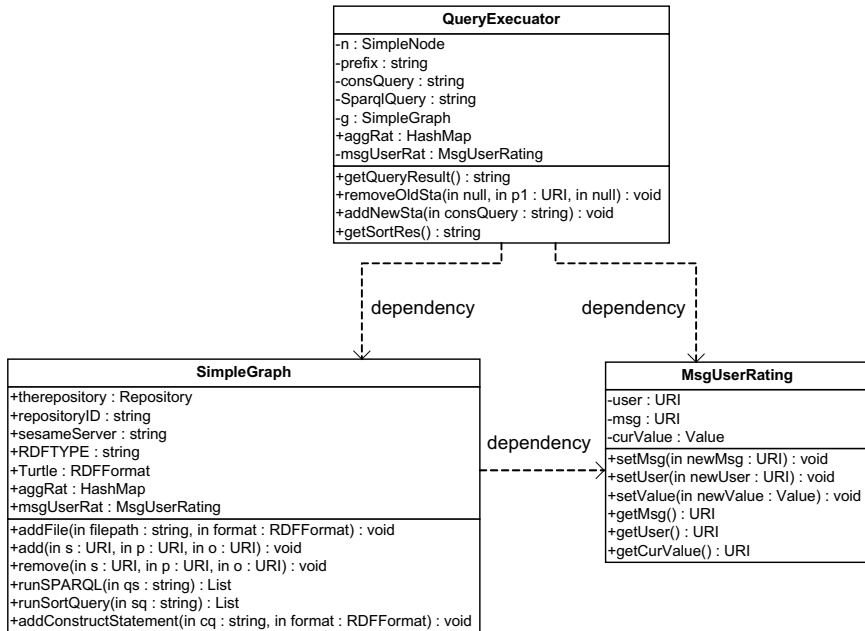 QueryExecuator
-n : SimpleNode
-prefix : string
-consQuery : string
-SparqlQuery : string
-g : SimpleGraph
+aggRat : HashMap
-msgUserRat : MsgUserRating
+getQueryResult() : string
+removeOldSta(in null, in p1 : URI, in null) : void
+addNewSta(in consQuery : string) : void
+getSortRes() : string
dependency
dependency
SimpleGraph
+therepository : Repository
+repositoryID : string
+sesameServer : string
+RDFTYPE : string
+Turtle : RDFFormat
+aggRat : HashMap
+msgUserRat : MsgUserRating
+addFile(in filepath : string, in format : RDFFormat) : void
+add(in s : URI, in p : URI, in o : URI) : void
+remove(in s : URI, in p : URI, in o : URI) : void
+runSPARQL(in qs : string) : List
+runSortQuery(in sq : string) : List
+addConstructStatement(in cq : string, in format : RDFFormat) : void
dependency
MsgUserRating
-user : URI
-msg : URI
-curValue : Value
+setMsg(in newMsg : URI) : void
+setUser(in newUser : URI) : void
+setValue(in newValue : Value) : void
+getMsg() : URI
+getUser() : URI
+getCurValue() : URI